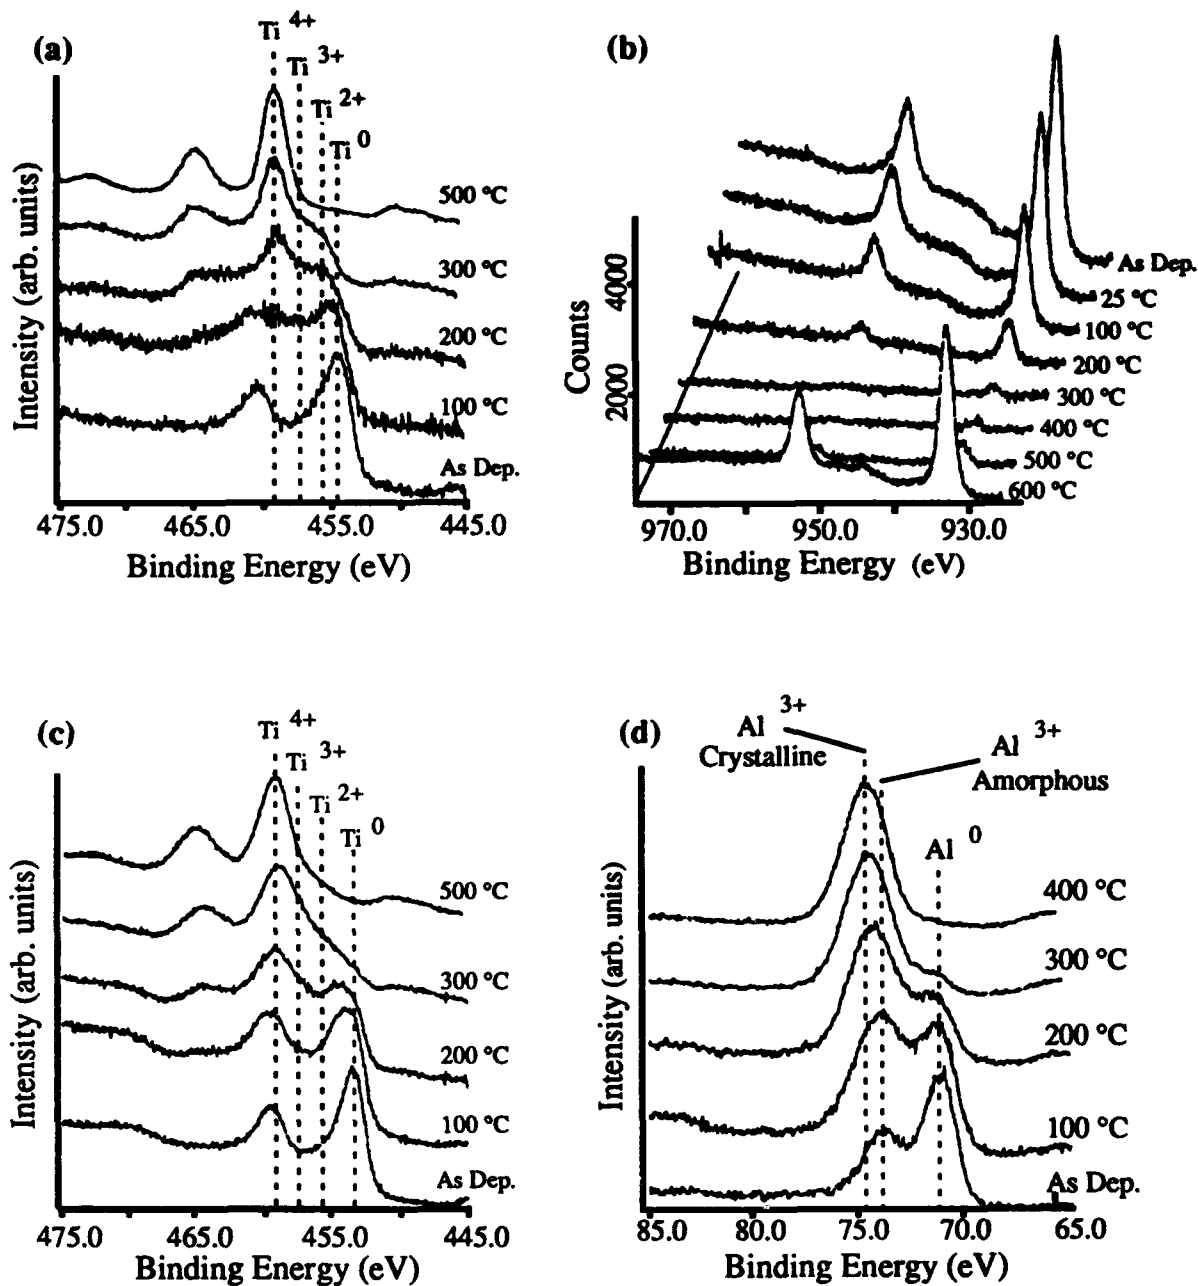 (a)
Ti 4+
Ti 3+
Ti 2+
Ti 0
500 °C
300 °C
200 °C
100 °C
As Dep.
Intensity (arb. units)
475.0 465.0 455.0 445.0
Binding Energy (eV)
(b)
As Dep.
25 °C
100 °C
200 °C
300 °C
400 °C
500 °C
600 °C
Counts
4000
2000
970.0 950.0 930.0
Binding Energy (eV)
(c)
Ti 4+
Ti 3+
Ti 2+
Ti 0
500 °C
300 °C
200 °C
100 °C
As Dep.
Intensity (arb. units)
475.0 465.0 455.0 445.0
Binding Energy (eV)
(d)
Al 3+
Crystalline
Al 3+
Amorphous
Al 0
400 °C
300 °C
200 °C
100 °C
As Dep.
Intensity (arb. units)
85.0 80.0 75.0 70.0 65.0
Binding Energy (eV)